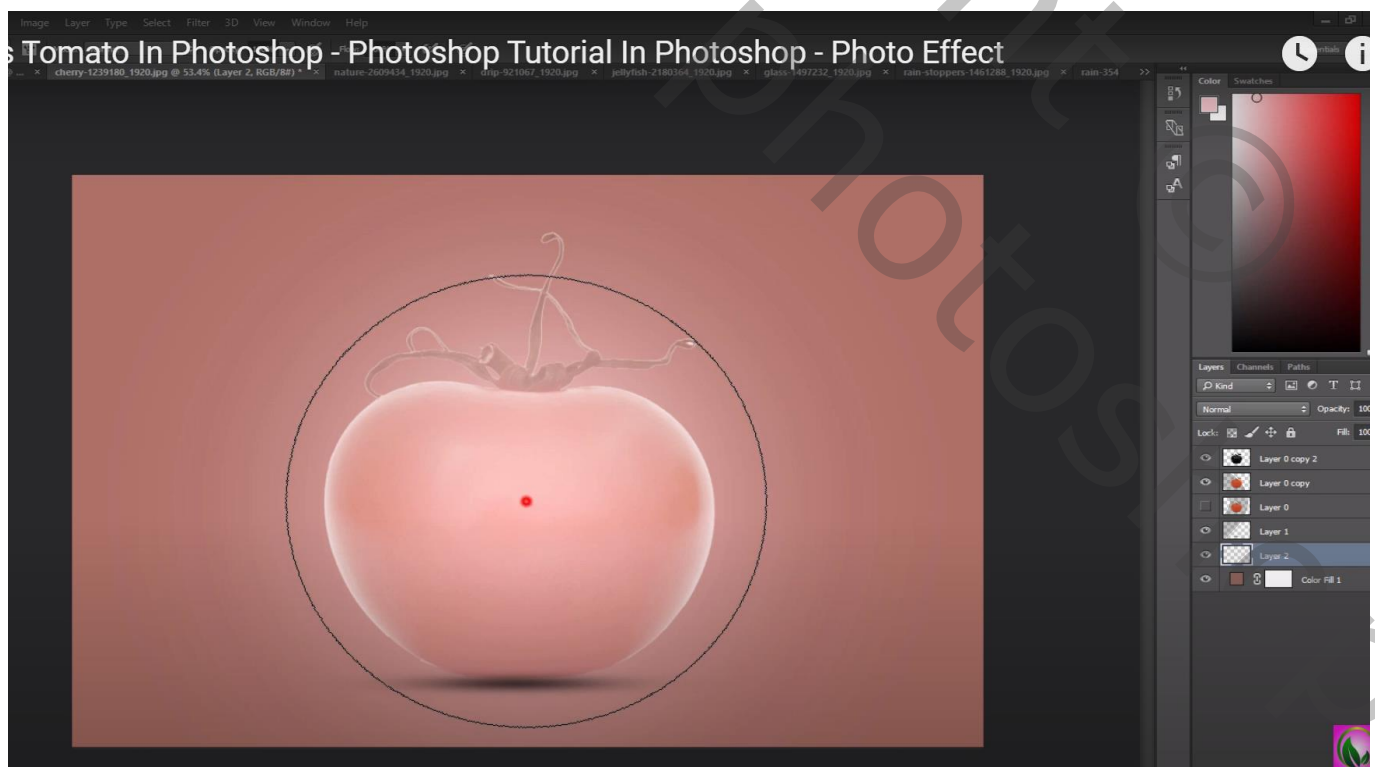 Image Layer Type Select Filter 3D View Window Help
s Tomato In Photoshop - Photoshop Tutorial In Photoshop - Photo Effect
cherry-1239180_1920.jpg @ 53.4% (Layer 2, RGB/8#) * × nature-2609434_1920.jpg × drip-921067_1920.jpg × jellyfish-2180364_1920.jpg × glass-1497232_1920.jpg × rain-stoppers-1461288_1920.jpg × rain-354 >>
Color Swatches
Layers Channels Paths
Kind T
Normal Opacity: 100
Lock: Fill: 100
Layer 0 copy 2
Layer 0 copy
Layer 0
Layer 1
Layer 2
Color Fill 1